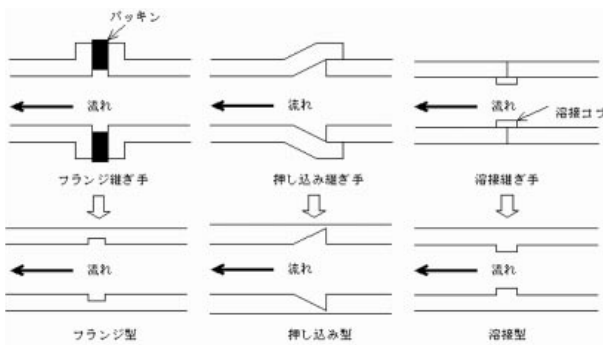 パッキン
流れ
流れ
流れ
溶接コブ
フランジ継ぎ手
押し込み継ぎ手
溶接継ぎ手
流れ
流れ
流れ
フランジ型
押し込み型
溶接型